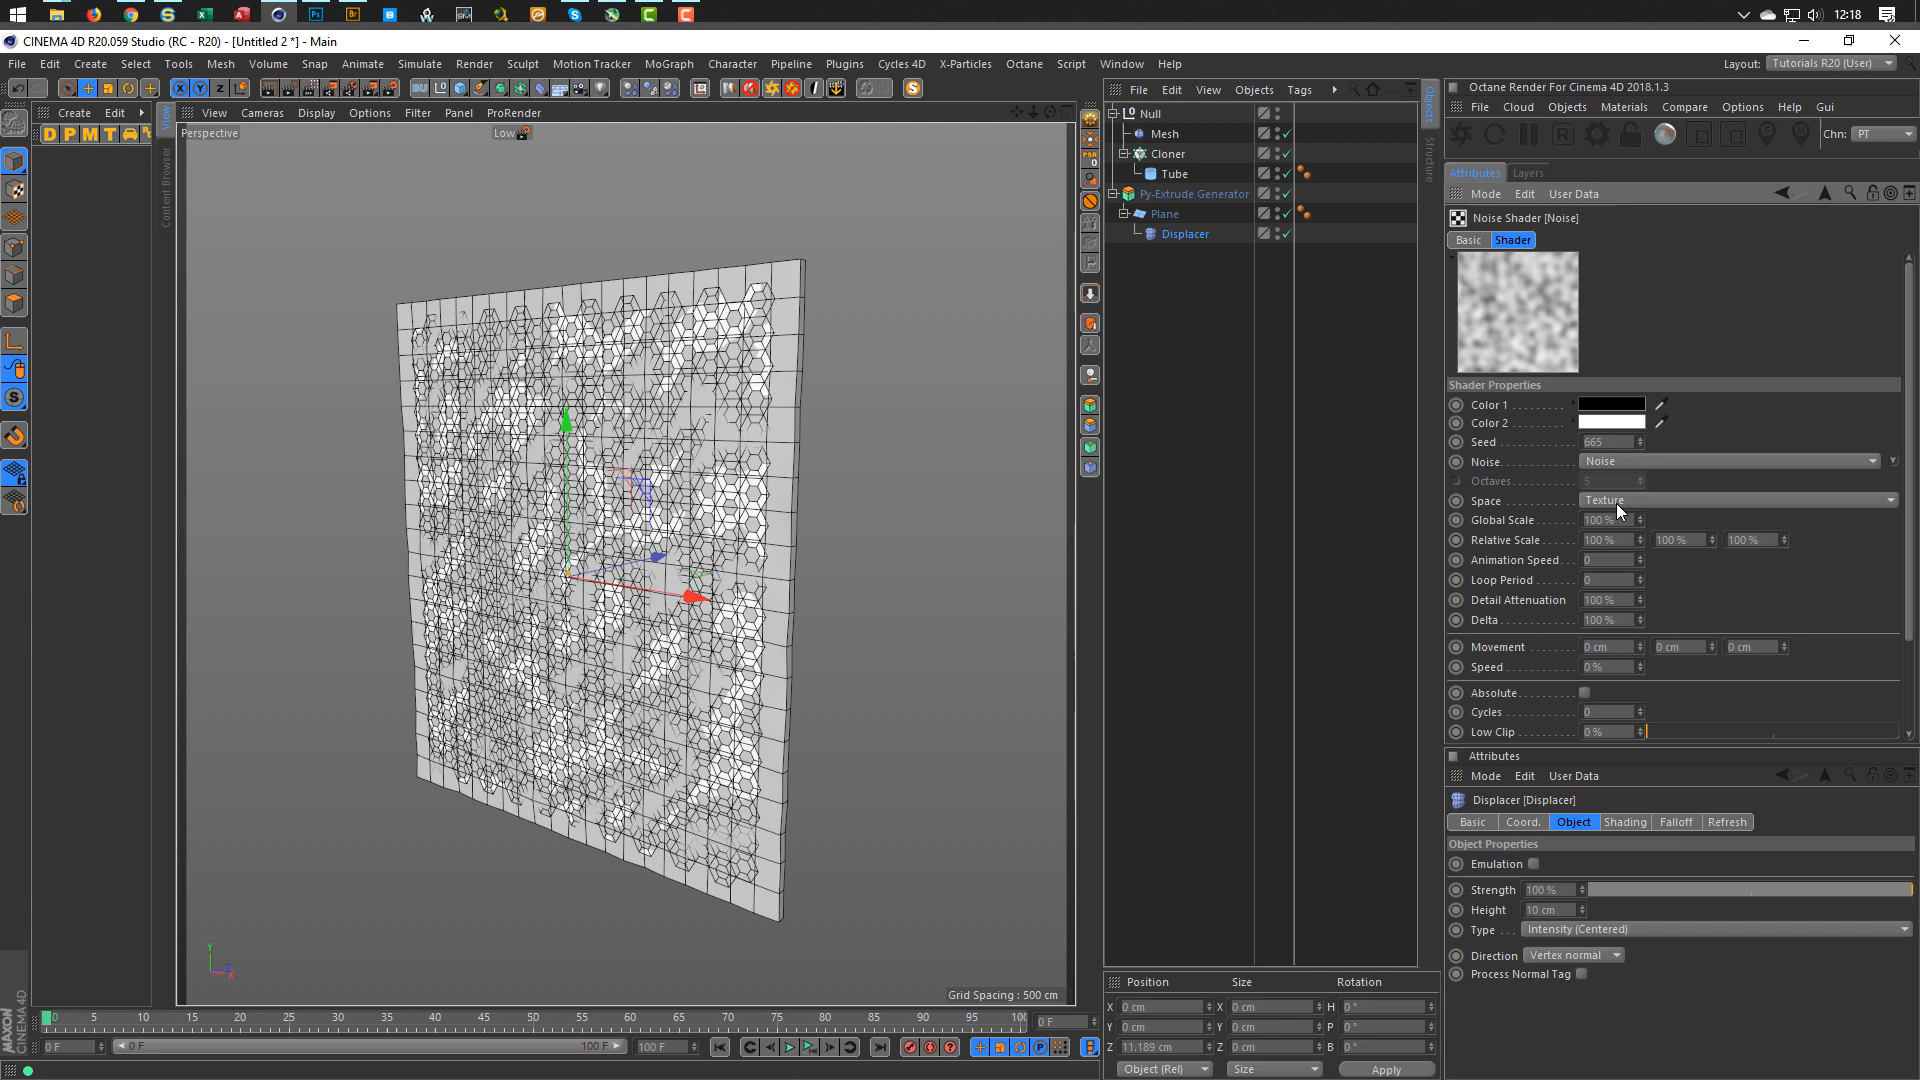 12:18
CINEMA 4D R20.059 Studio (RC - R20) - [Untitled 2 *] - Main
File Edit Create Select Tools Mesh Volume Snap Animate Simulate Render Sculpt Motion Tracker MoGraph Character Pipeline Plugins Cycles 4D X-Particles Octane Script Window Help
Layout: Tutorials R20 (User)
Create Edit
D P M T
View Cameras Display Options Filter Panel ProRender
Perspective
Low
View
Content Browser
File Edit View Objects Tags
Objects
Structure
Null
Mesh
Cloner
Tube
Py-Extrude Generator
Plane
Displacer
PSR
0
Octane Render For Cinema 4D 2018.1.3
File Cloud Objects Materials Compare Options Help Gui
Chn: PT
Attributes Layers
Mode Edit User Data
Noise Shader [Noise]
Basic Shader
Shader Properties
Color 1
Color 2
Seed 665
Noise Noise
Octaves 5
Space Texture
Global Scale 100 %
Relative Scale 100 % 100 % 100 %
Animation Speed 0
Loop Period 0
Detail Attenuation 100 %
Delta 100 %
Movement 0 cm 0 cm 0 cm
Speed 0 %
Absolute
Cycles 0
Low Clip 0 %
Attributes
Mode Edit User Data
Displacer [Displacer]
Basic Coord. Object Shading Falloff Refresh
Object Properties
Emulation
Strength 100 %
Height 10 cm
Type Intensity (Centered)
Direction Vertex normal
Process Normal Tag
Y
Z
X
Grid Spacing : 500 cm
0 5 10 15 20 25 30 35 40 45 50 55 60 65 70 75 80 85 90 95 100
0 F
0 F 0 F 100 F 100 F
Position Size Rotation
X 0 cm X 0 cm H 0 °
Y 0 cm Y 0 cm P 0 °
Z 11.189 cm Z 0 cm B 0 °
Object (Rel) Size Apply
MAXON
CINEMA 4D